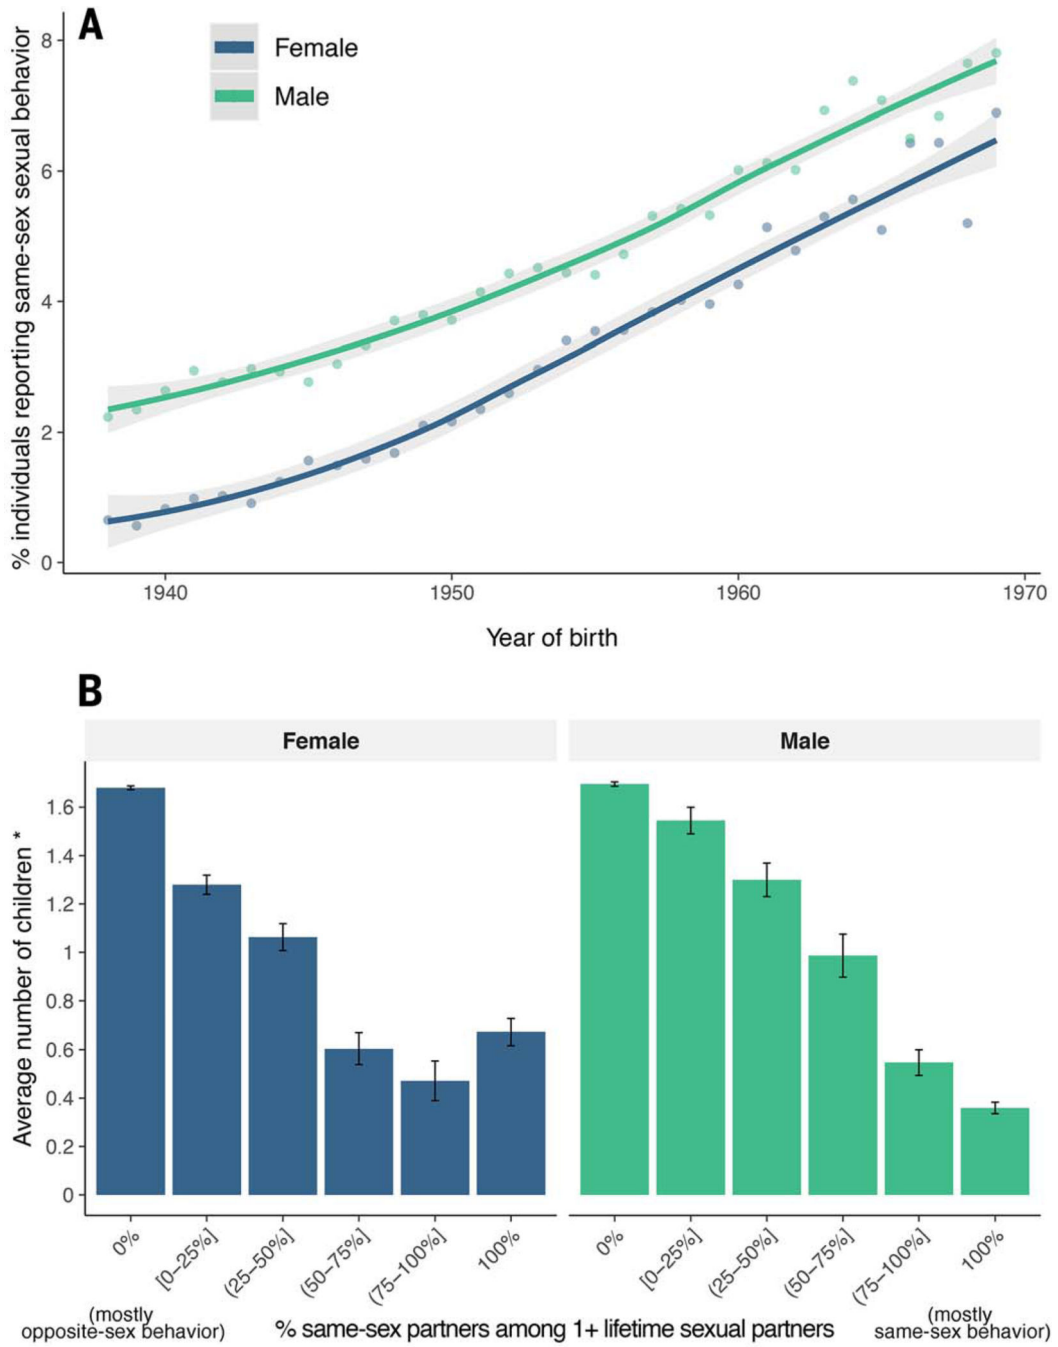 A
Female
Male
% individuals reporting same-sex sexual behavior
8
6
4
2
0
1940 1950 1960 1970
Year of birth
B
Female Male
Average number of children *
1.6
1.4
1.2
1
0.8
0.6
0.4
0.2
0
0% [0–25%] (25–50%] (50–75%] (75–100%] 100% 0% [0–25%] (25–50%] (50–75%] (75–100%] 100%
(mostly
opposite-sex behavior)
% same-sex partners among 1+ lifetime sexual partners
(mostly
same-sex behavior)